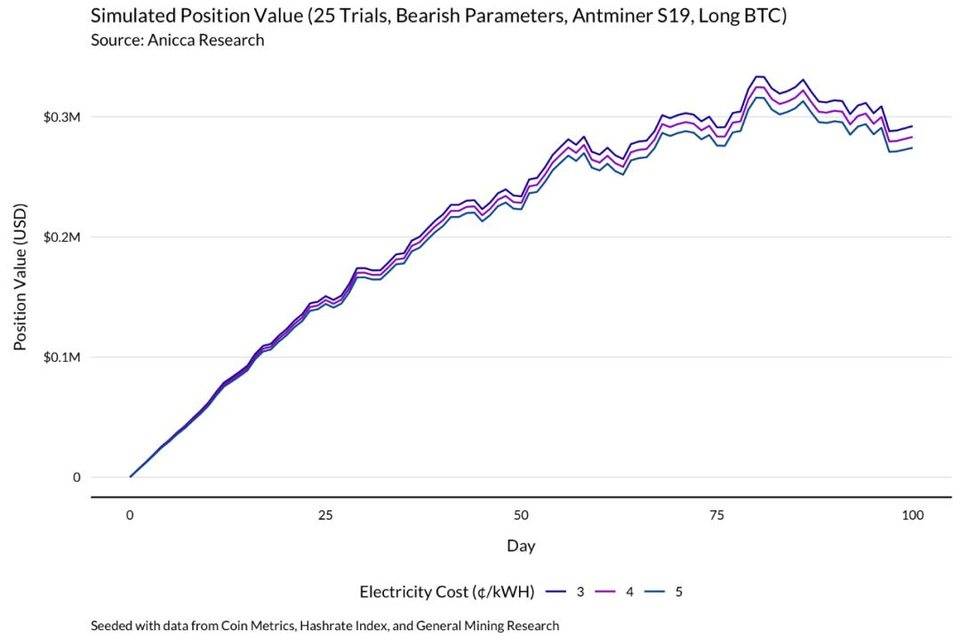 Simulated Position Value (25 Trials, Bearish Parameters, Antminer S19, Long BTC)
Source: Anicca Research
Position Value (USD)
$0.3M
$0.2M
$0.1M
0
0 25 50 75 100
Day
Electricity Cost (¢/kWH) 3 4 5
Seeded with data from Coin Metrics, Hashrate Index, and General Mining Research